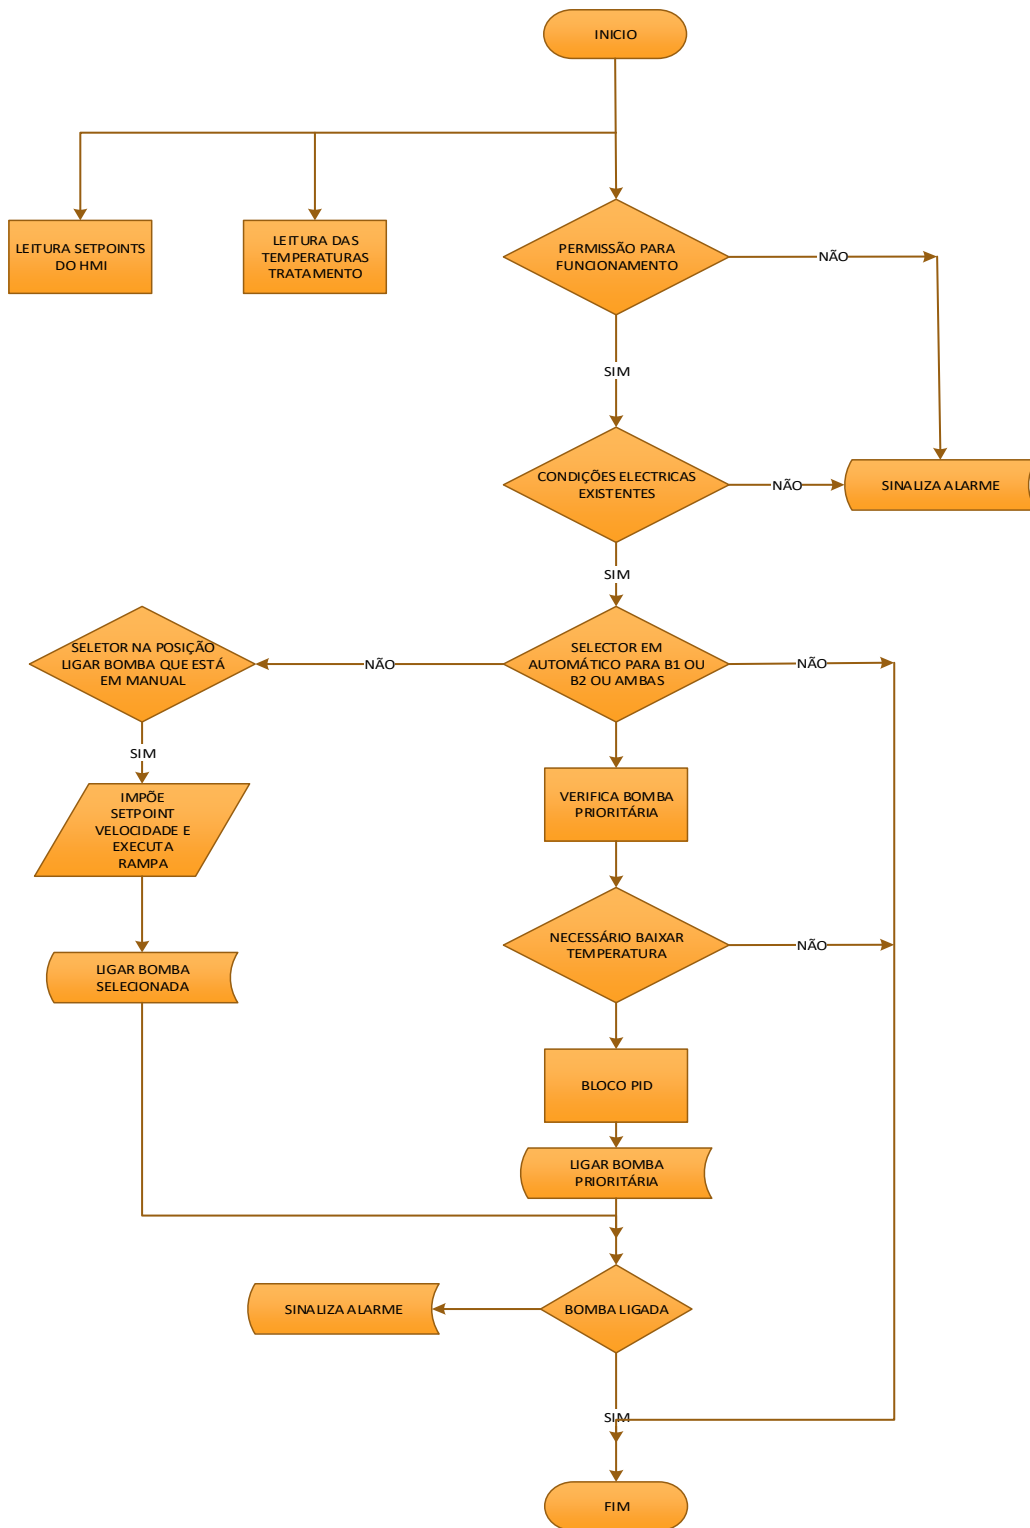 INICIO
LEITURA SETPOINTS
DO HMI
LEITURA DAS
TEMPERATURAS
TRATAMENTO
PERMISSÃO PARA
FUNCIONAMENTO
NÃO
SIM
CONDIÇÕES ELECTRICAS
EXISTENTES
NÃO
SINALIZA ALARME
SIM
SELETOR NA POSIÇÃO
LIGAR BOMBA QUE ESTÁ
EM MANUAL
NÃO
SELECTOR EM
AUTOMÁTICO PARA B1 OU
B2 OU AMBAS
NÃO
SIM
IMPÕE
SETPOINT
VELOCIDADE E
EXECUTA
RAMPA
VERIFICA BOMBA
PRIORITÁRIA
LIGAR BOMBA
SELECIONADA
NECESSÁRIO BAIXAR
TEMPERATURA
NÃO
BLOCO PID
LIGAR BOMBA
PRIORITÁRIA
SINALIZA ALARME
BOMBA LIGADA
SIM
FIM